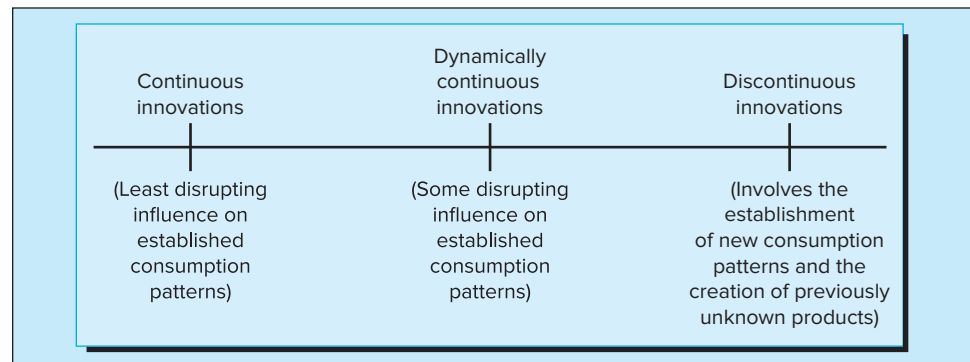 Continuous
innovations
Dynamically
continuous
innovations
Discontinuous
innovations
(Least disrupting
influence on
established
consumption
patterns)
(Some disrupting
influence on
established
consumption
patterns)
(Involves the
establishment
of new consumption
patterns and the
creation of previously
unknown products)